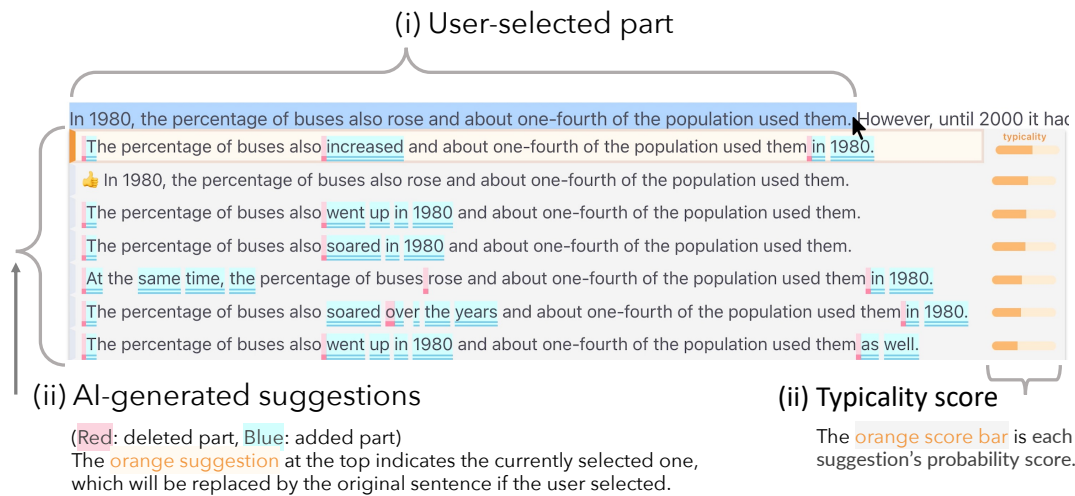 (i) User-selected part
In 1980, the percentage of buses also rose and about one-fourth of the population used them. However, until 2000 it had
typicality
The percentage of buses also increased and about one-fourth of the population used them in 1980.
👍 In 1980, the percentage of buses also rose and about one-fourth of the population used them.
The percentage of buses also went up in 1980 and about one-fourth of the population used them.
The percentage of buses also soared in 1980 and about one-fourth of the population used them.
At the same time, the percentage of buses rose and about one-fourth of the population used them in 1980.
The percentage of buses also soared over the years and about one-fourth of the population used them in 1980.
The percentage of buses also went up in 1980 and about one-fourth of the population used them as well.
(ii) AI-generated suggestions
(Red: deleted part, Blue: added part)
The orange suggestion at the top indicates the currently selected one,
which will be replaced by the original sentence if the user selected.
(ii) Typicality score
The orange score bar is each
suggestion's probability score.